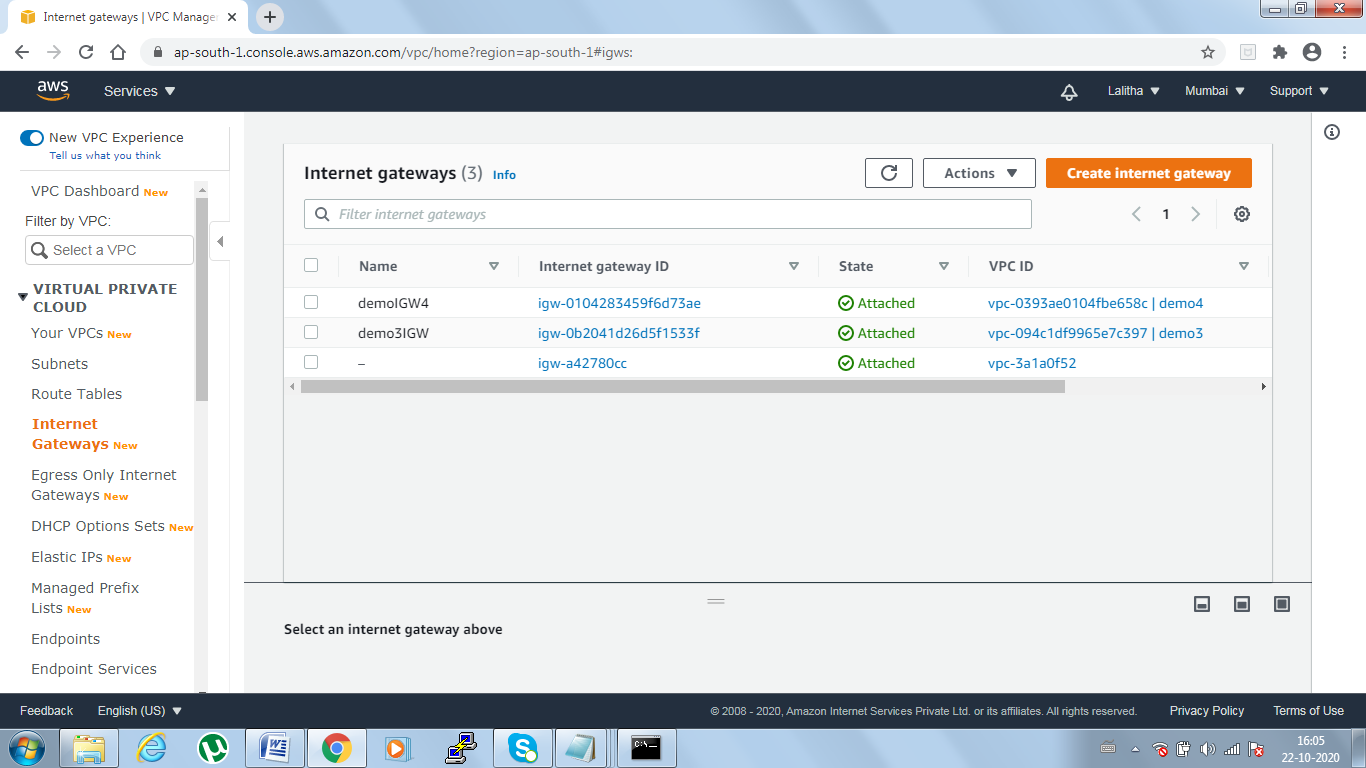 Internet gateways | VPC Manage
ap-south-1.console.aws.amazon.com/vpc/home?region=ap-south-1#igws:
aws
Services
Lalitha
Mumbai
Support
New VPC Experience
Tell us what you think
VPC Dashboard New
Filter by VPC:
Select a VPC
VIRTUAL PRIVATE
CLOUD
Your VPCs New
Subnets
Route Tables
Internet
Gateways New
Egress Only Internet
Gateways New
DHCP Options Sets New
Elastic IPs New
Managed Prefix
Lists New
Endpoints
Endpoint Services
Internet gateways (3) Info
Actions
Create internet gateway
Filter internet gateways
1
Name Internet gateway ID State VPC ID
demoIGW4 igw-0104283459f6d73ae Attached vpc-0393ae0104fbe658c | demo4
demo3IGW igw-0b2041d26d5f1533f Attached vpc-094c1df9965e7c397 | demo3
– igw-a42780cc Attached vpc-3a1a0f52
Select an internet gateway above
Feedback English (US) © 2008 - 2020, Amazon Internet Services Private Ltd. or its affiliates. All rights reserved. Privacy Policy Terms of Use
16:05
22-10-2020